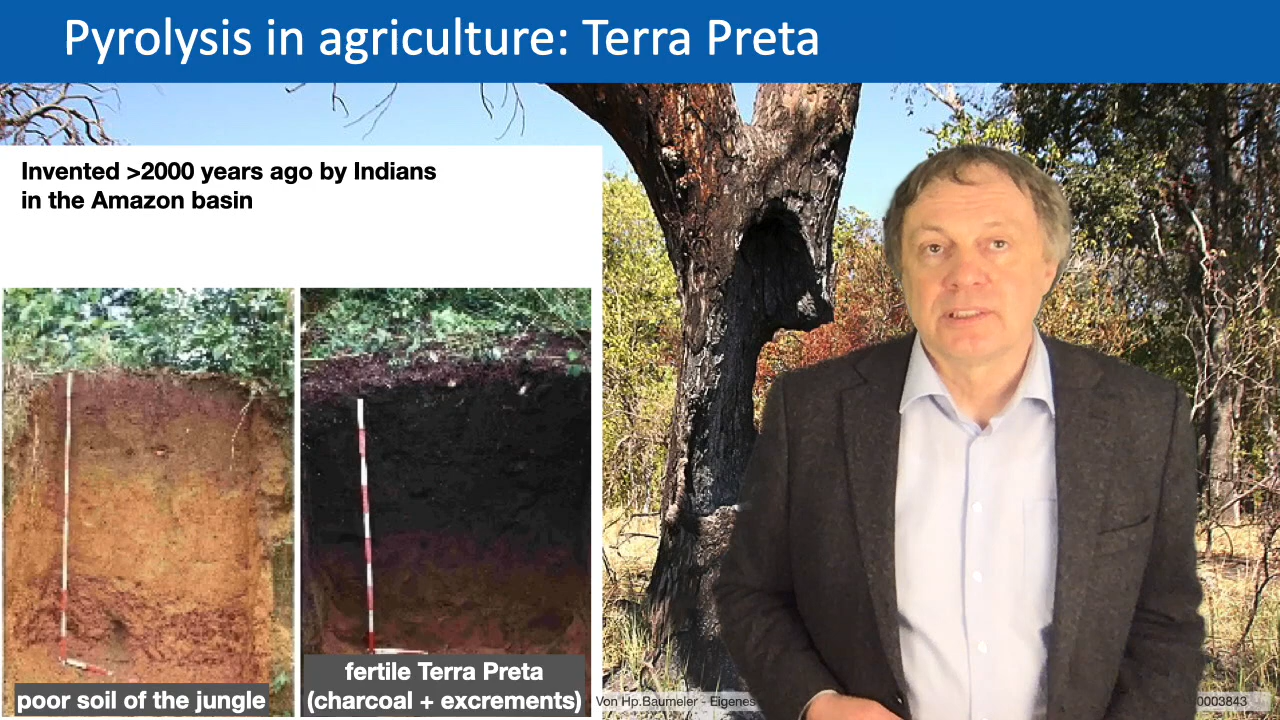 Pyrolysis in agriculture: Terra Preta
Invented >2000 years ago by Indians
in the Amazon basin
poor soil of the jungle
fertile Terra Preta
(charcoal + excrements)
Von Hp.Baumeler - Eigenes
0003843